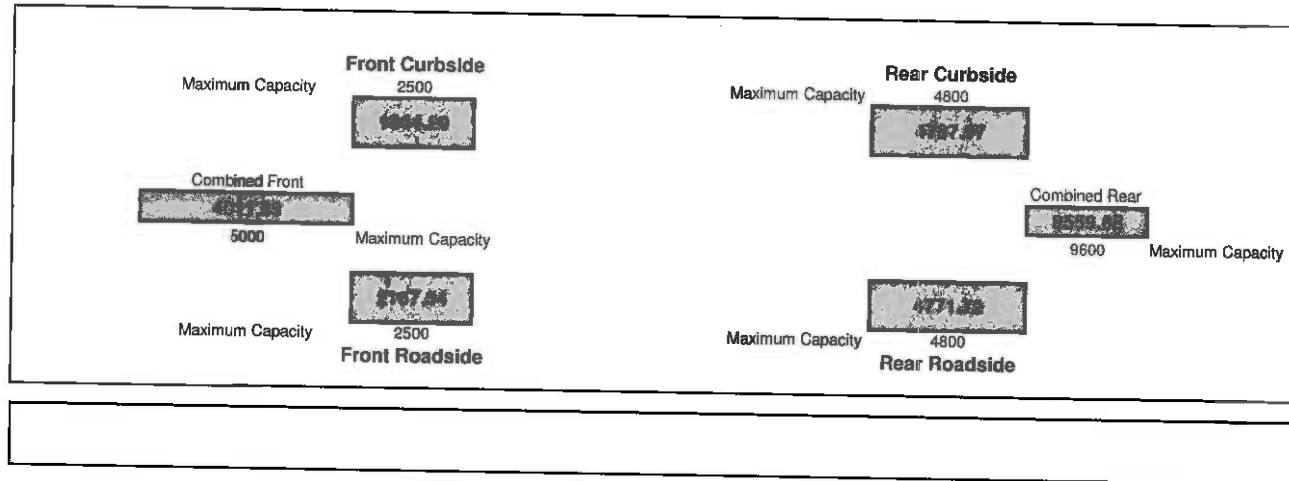 Front Curbside
Maximum Capacity 2500
Rear Curbside
Maximum Capacity 4800
Combined Front
5000
Maximum Capacity
Combined Rear
9600 Maximum Capacity
Maximum Capacity 2500
Front Roadside
Maximum Capacity 4800
Rear Roadside